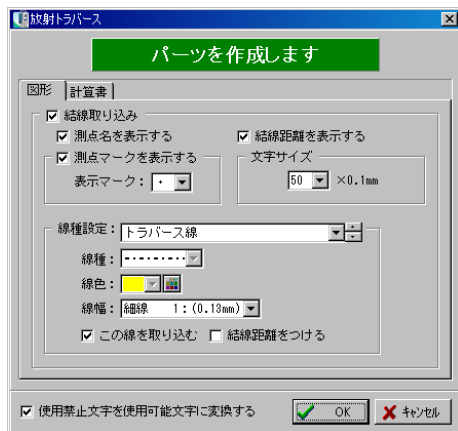 放射トラバース
パーツを作成します
図形 計算書
結線取り込み
測点名を表示する 結線距離を表示する
測点マークを表示する 文字サイズ
表示マーク： ・ 50 ×0.1mm
線種設定： トラバース線
線種：
線色：
線幅： 細線 1：(0.13mm)
この線を取り込む 結線距離をつける
使用禁止文字を使用可能文字に変換する OK ｷｬﾝｾﾙ